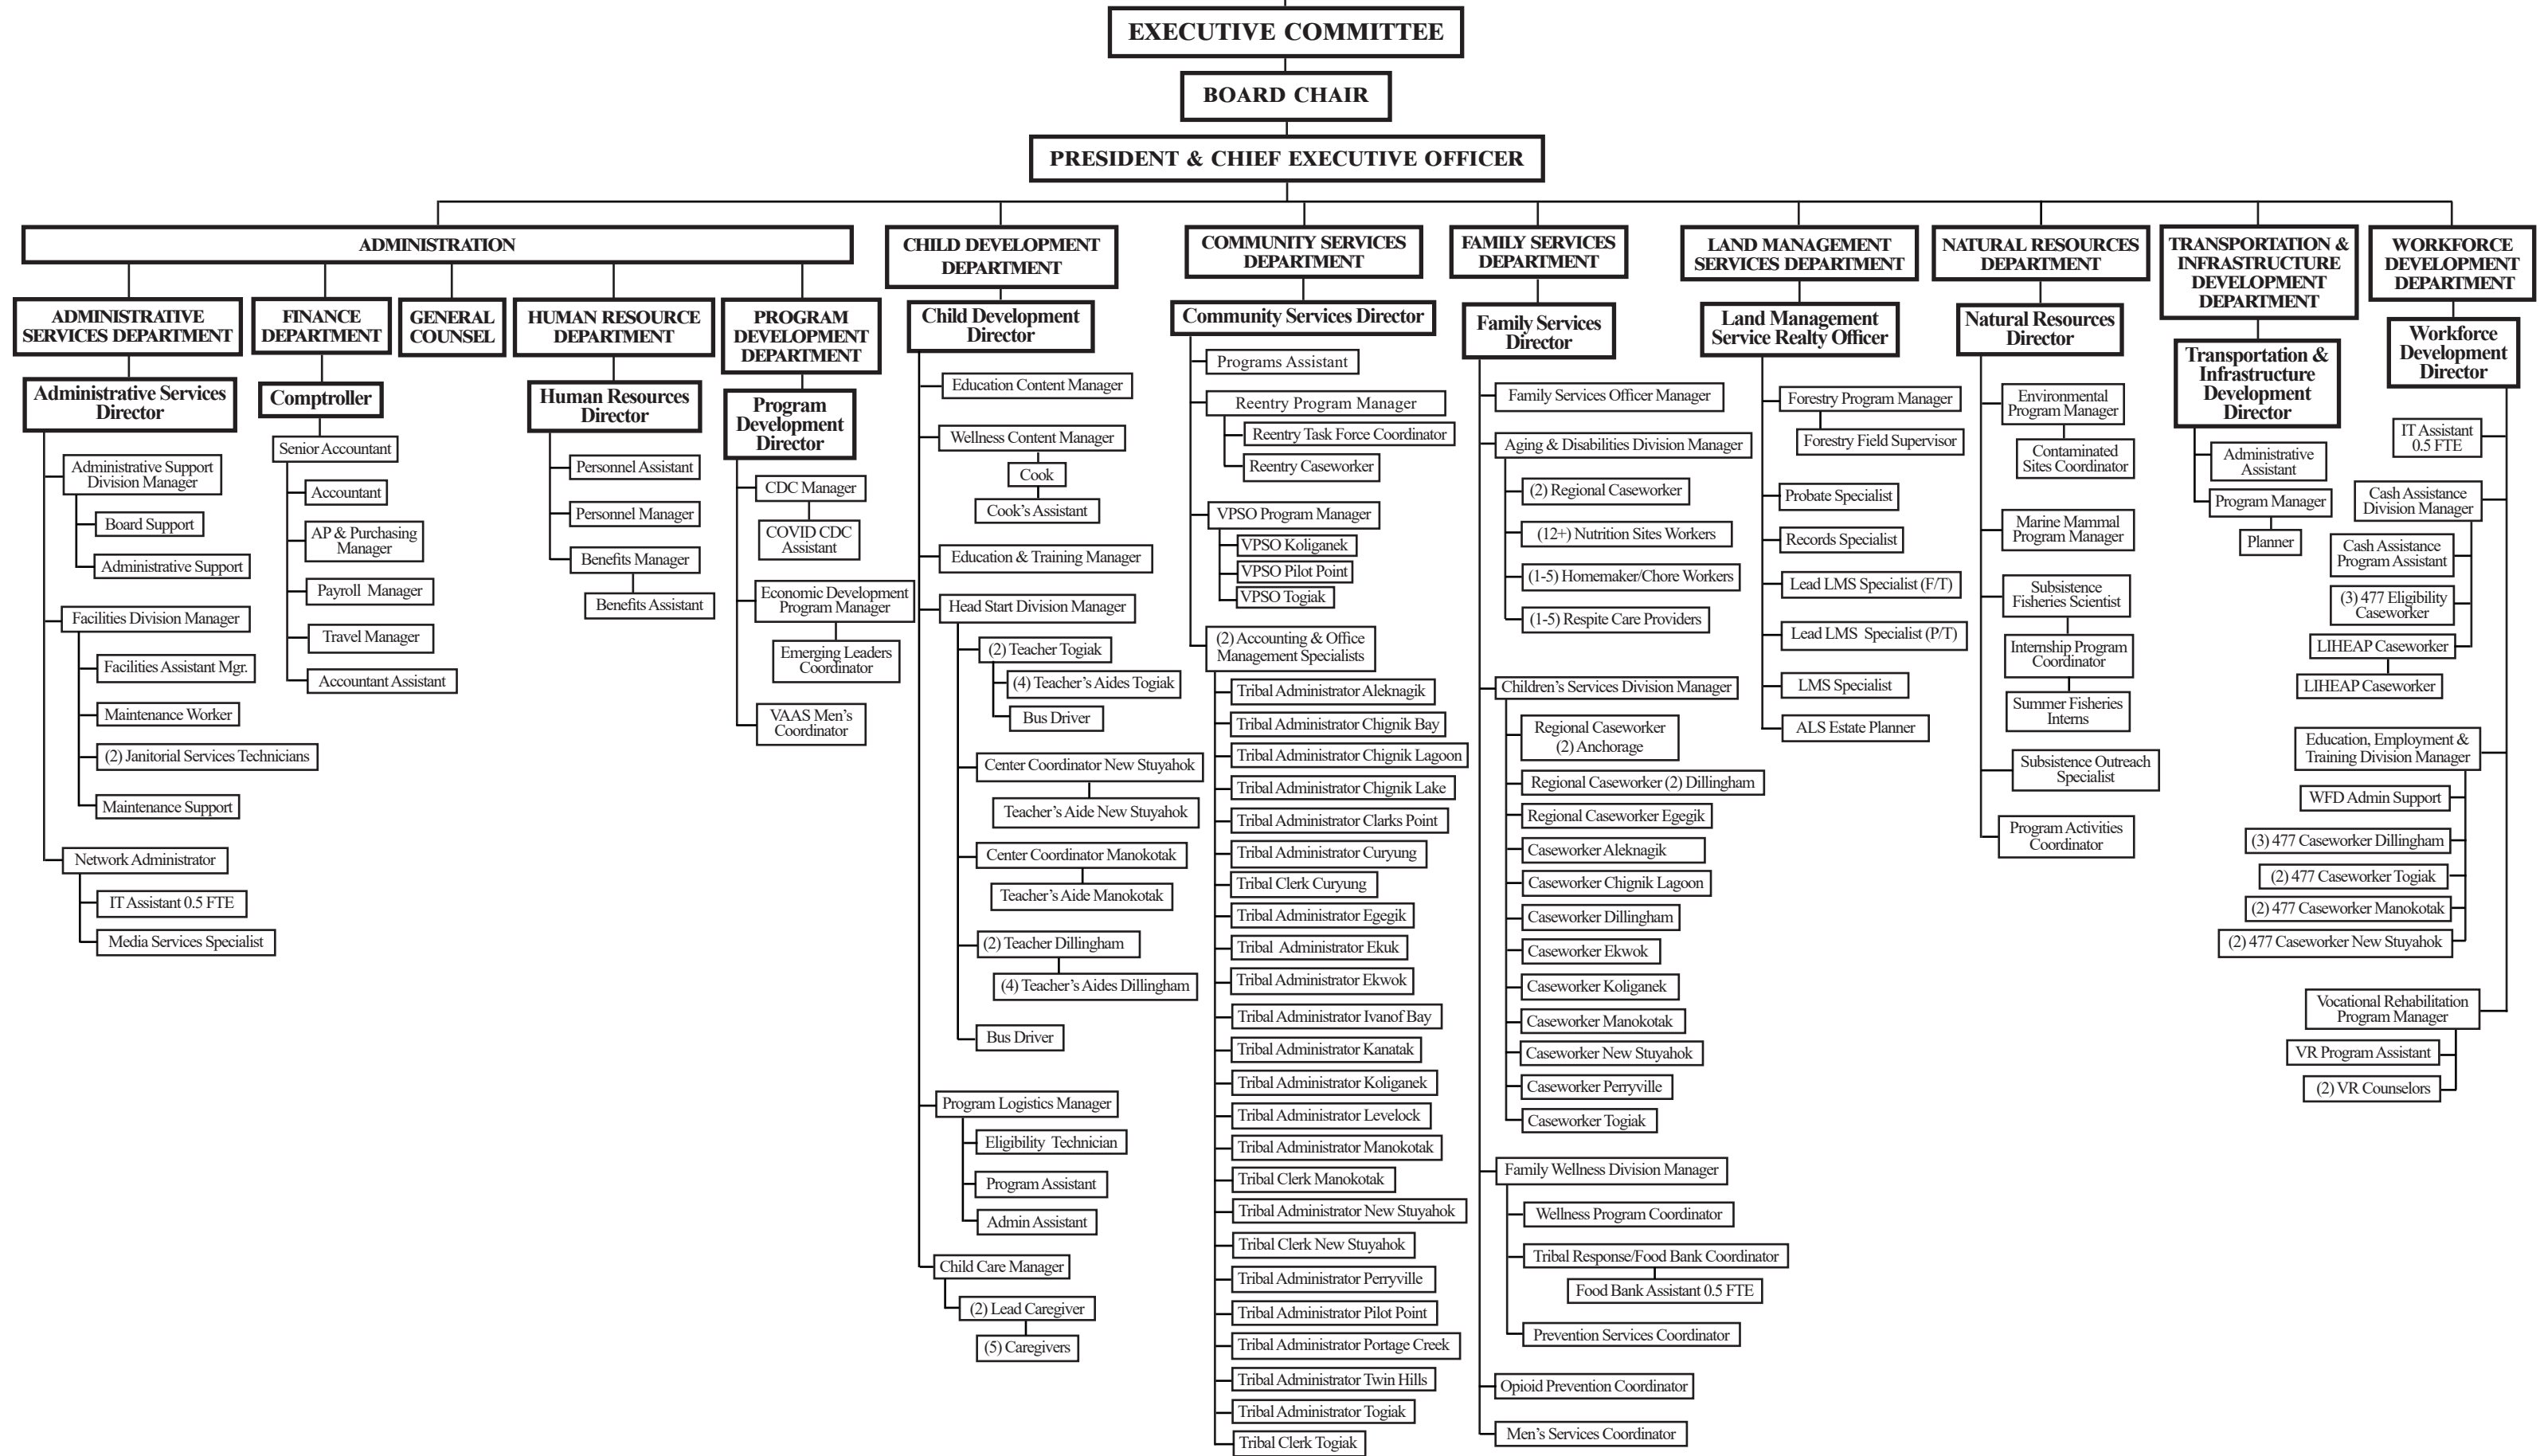 EXECUTIVE COMMITTEE
BOARD CHAIR
PRESIDENT & CHIEF EXECUTIVE OFFICER
ADMINISTRATION
ADMINISTRATIVE
SERVICES DEPARTMENT
Administrative Services
Director
Administrative Support
Division Manager
Board Support
Administrative Support
Facilities Division Manager
Facilities Assistant Mgr.
Maintenance Worker
(2) Janitorial Services Technicians
Maintenance Support
Network Administrator
IT Assistant 0.5 FTE
Media Services Specialist
FINANCE
DEPARTMENT
Comptroller
Senior Accountant
Accountant
AP & Purchasing
Manager
Payroll Manager
Travel Manager
Accountant Assistant
GENERAL
COUNSEL
HUMAN RESOURCE
DEPARTMENT
Human Resources
Director
Personnel Assistant
Personnel Manager
Benefits Manager
Benefits Assistant
PROGRAM
DEVELOPMENT
DEPARTMENT
Program
Development
Director
CDC Manager
COVID CDC
Assistant
Economic Development
Program Manager
Emerging Leaders
Coordinator
VAAS Men's
Coordinator
CHILD DEVELOPMENT
DEPARTMENT
Child Development
Director
Education Content Manager
Wellness Content Manager
Cook
Cook's Assistant
Education & Training Manager
Head Start Division Manager
(2) Teacher Togiak
(4) Teacher's Aides Togiak
Bus Driver
Center Coordinator New Stuyahok
Teacher's Aide New Stuyahok
Center Coordinator Manokotak
Teacher's Aide Manokotak
(2) Teacher Dillingham
(4) Teacher's Aides Dillingham
Bus Driver
Program Logistics Manager
Eligibility Technician
Program Assistant
Admin Assistant
Child Care Manager
(2) Lead Caregiver
(5) Caregivers
COMMUNITY SERVICES
DEPARTMENT
Community Services Director
Programs Assistant
Reentry Program Manager
Reentry Task Force Coordinator
Reentry Caseworker
VPSO Program Manager
VPSO Koliganek
VPSO Pilot Point
VPSO Togiak
(2) Accounting & Office
Management Specialists
Tribal Administrator Aleknagik
Tribal Administrator Chignik Bay
Tribal Administrator Chignik Lagoon
Tribal Administrator Chignik Lake
Tribal Administrator Clarks Point
Tribal Administrator Curyung
Tribal Clerk Curyung
Tribal Administrator Egegik
Tribal Administrator Ekuk
Tribal Administrator Ekwok
Tribal Administrator Ivanof Bay
Tribal Administrator Kanatak
Tribal Administrator Koliganek
Tribal Administrator Levelock
Tribal Administrator Manokotak
Tribal Clerk Manokotak
Tribal Administrator New Stuyahok
Tribal Clerk New Stuyahok
Tribal Administrator Perryville
Tribal Administrator Pilot Point
Tribal Administrator Portage Creek
Tribal Administrator Twin Hills
Tribal Administrator Togiak
Tribal Clerk Togiak
FAMILY SERVICES
DEPARTMENT
Family Services
Director
Family Services Officer Manager
Aging & Disabilities Division Manager
(2) Regional Caseworker
(12+) Nutrition Sites Workers
(1-5) Homemaker/Chore Workers
(1-5) Respite Care Providers
Children's Services Division Manager
Regional Caseworker
(2) Anchorage
Regional Caseworker (2) Dillingham
Regional Caseworker Egegik
Caseworker Aleknagik
Caseworker Chignik Lagoon
Caseworker Dillingham
Caseworker Ekwok
Caseworker Koliganek
Caseworker Manokotak
Caseworker New Stuyahok
Caseworker Perryville
Caseworker Togiak
Family Wellness Division Manager
Wellness Program Coordinator
Tribal Response/Food Bank Coordinator
Food Bank Assistant 0.5 FTE
Prevention Services Coordinator
Opioid Prevention Coordinator
Men's Services Coordinator
LAND MANAGEMENT
SERVICES DEPARTMENT
Land Management
Service Realty Officer
Forestry Program Manager
Forestry Field Supervisor
Probate Specialist
Records Specialist
Lead LMS Specialist (F/T)
Lead LMS Specialist (P/T)
LMS Specialist
ALS Estate Planner
NATURAL RESOURCES
DEPARTMENT
Natural Resources
Director
Environmental
Program Manager
Contaminated
Sites Coordinator
Marine Mammal
Program Manager
Subsistence
Fisheries Scientist
Internship Program
Coordinator
Summer Fisheries
Interns
Subsistence Outreach
Specialist
Program Activities
Coordinator
TRANSPORTATION &
INFRASTRUCTURE
DEVELOPMENT
DEPARTMENT
Transportation &
Infrastructure
Development
Director
Administrative
Assistant
Program Manager
Planner
WORKFORCE
DEVELOPMENT
DEPARTMENT
Workforce
Development
Director
IT Assistant
0.5 FTE
Cash Assistance
Division Manager
Cash Assistance
Program Assistant
(3) 477 Eligibility
Caseworker
LIHEAP Caseworker
LIHEAP Caseworker
Education, Employment &
Training Division Manager
WFD Admin Support
(3) 477 Caseworker Dillingham
(2) 477 Caseworker Togiak
(2) 477 Caseworker Manokotak
(2) 477 Caseworker New Stuyahok
Vocational Rehabilitation
Program Manager
VR Program Assistant
(2) VR Counselors